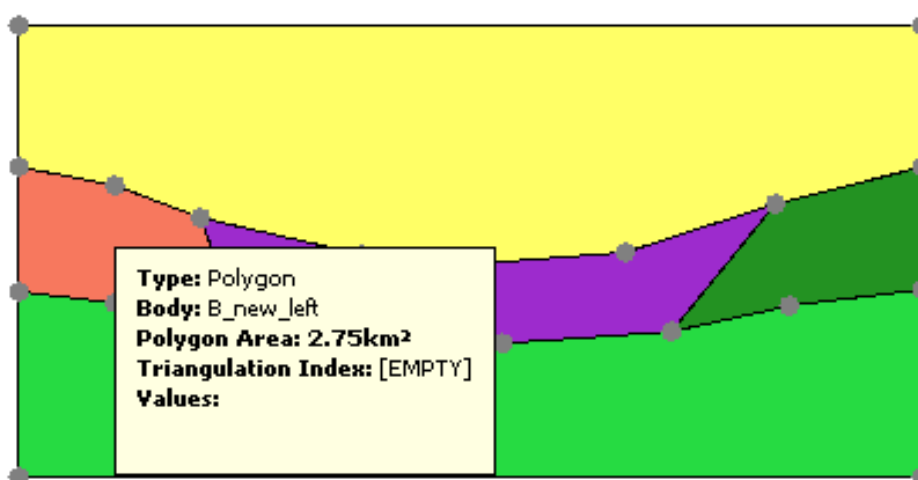 Type: Polygon
Body: B_new_left
Polygon Area: 2.75km²
Triangulation Index: [EMPTY]
Values: